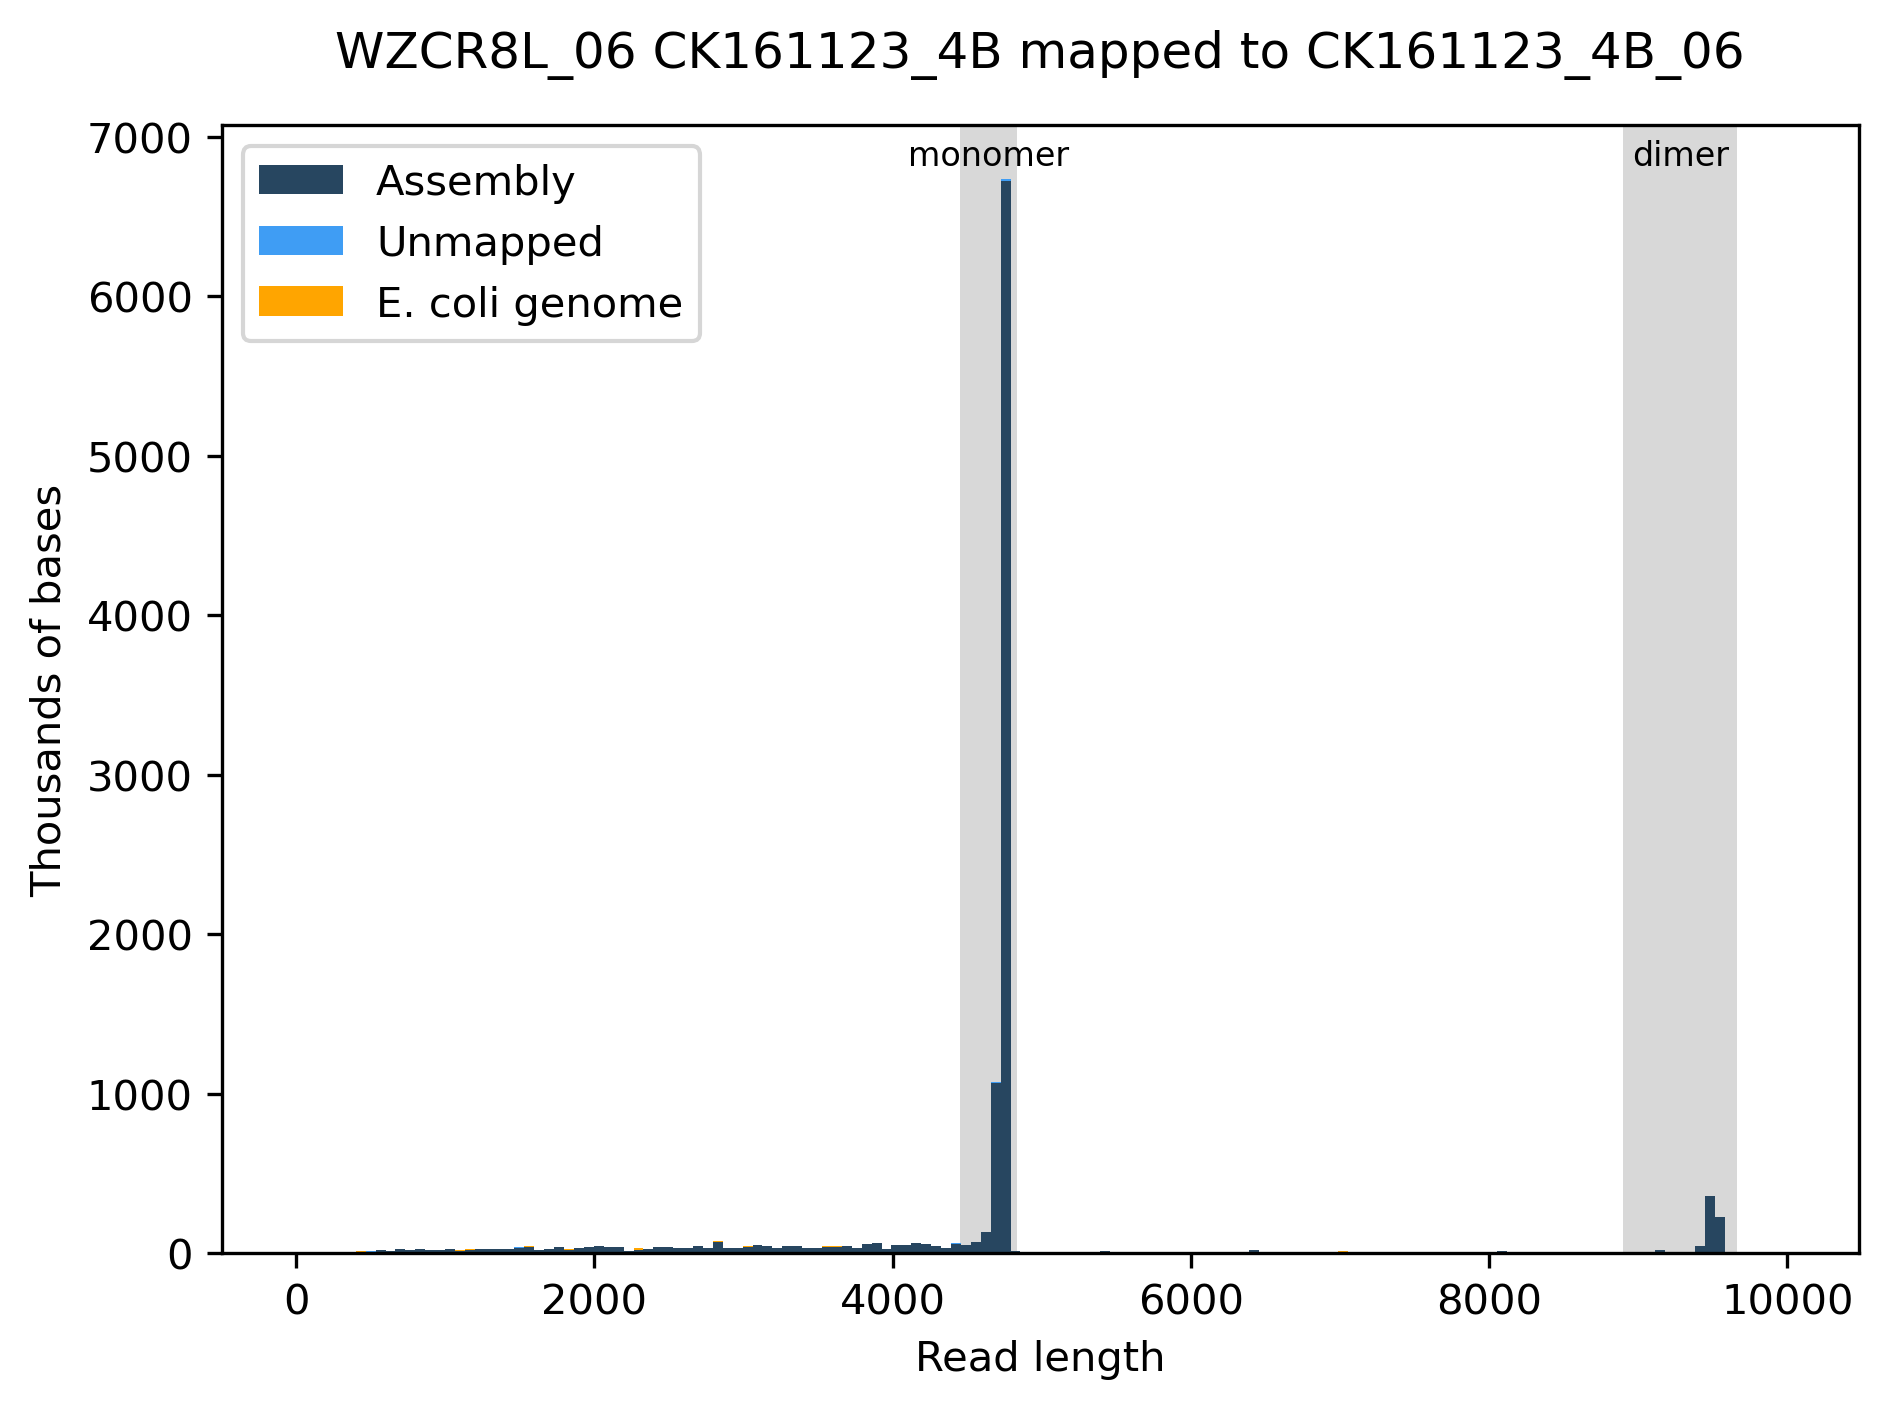 WZCR8L_06 CK161123_4B mapped to CK161123_4B_06
7000
6000
5000
4000
3000
2000
1000
0
Thousands of bases
Assembly
Unmapped
E. coli genome
monomer
dimer
0
2000
4000
6000
8000
10000
Read length